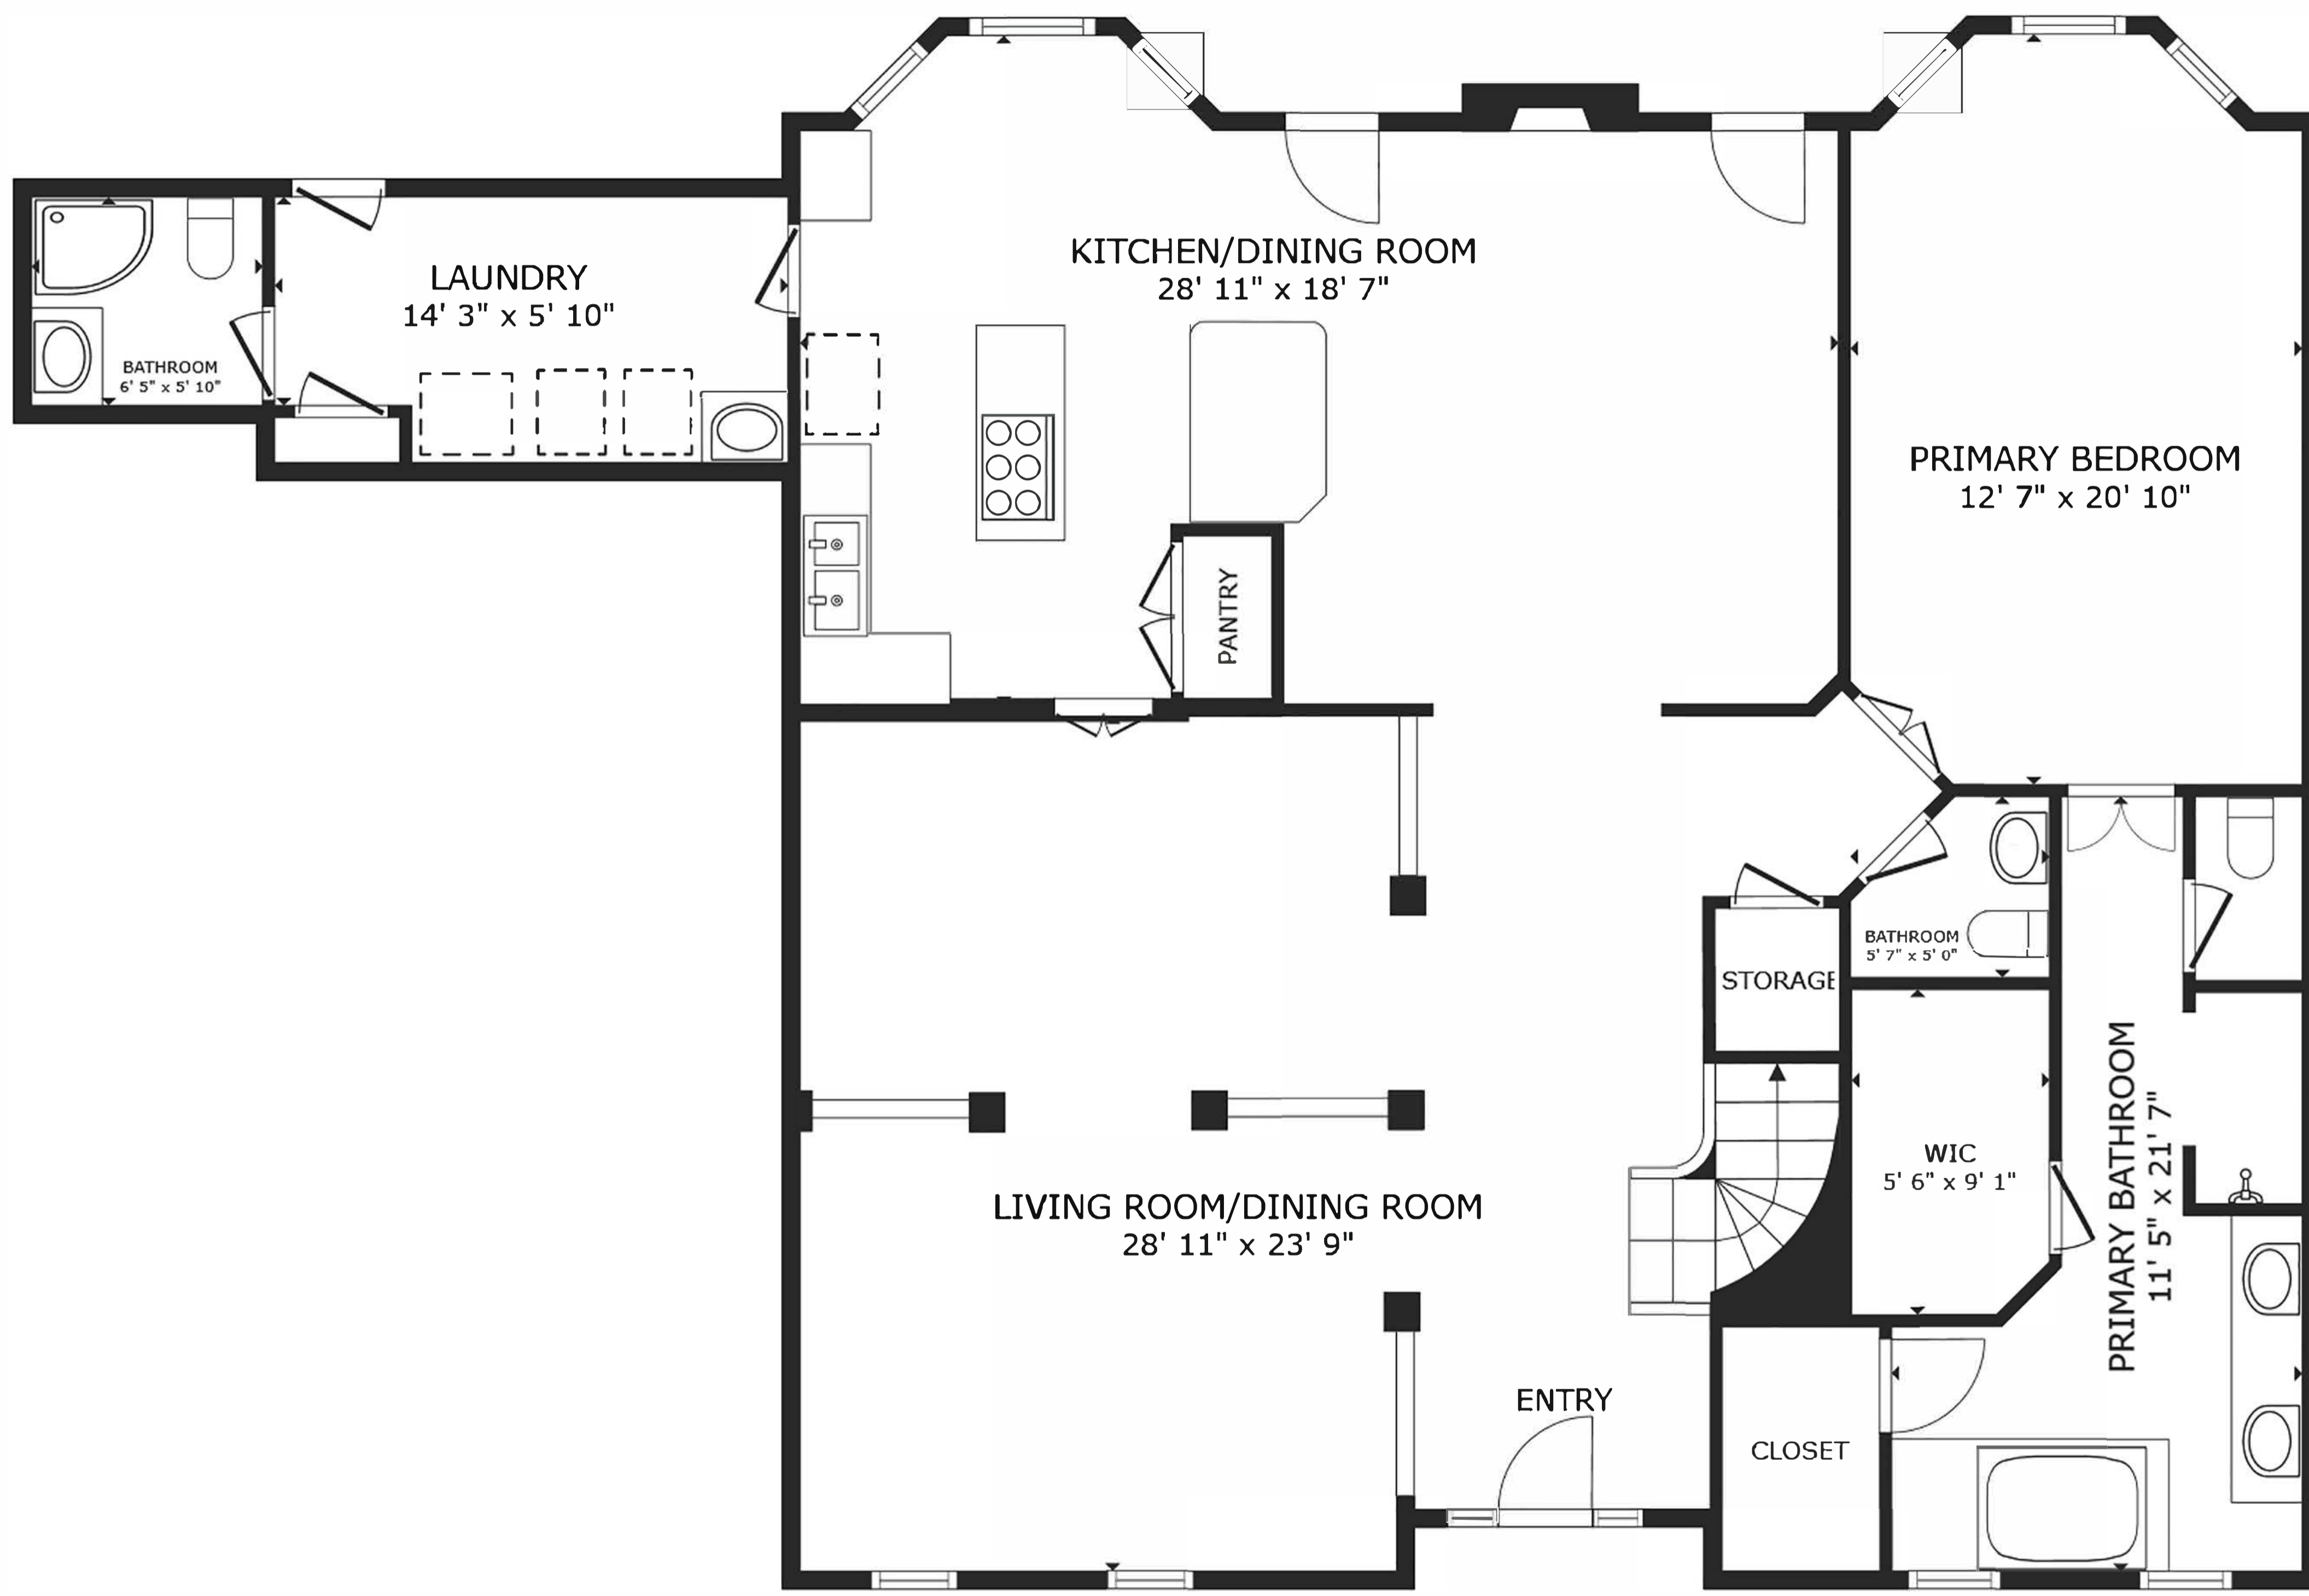 KITCHEN/DINING ROOM
28' 11" x 18' 7"
LAUNDRY
14' 3" x 5' 10"
BATHROOM
6' 5" x 5' 10"
PRIMARY BEDROOM
12' 7" x 20' 10"
PANTRY
BATHROOM
5' 7" x 5' 0"
STORAGE
PRIMARY BATHROOM
11' 5" x 21' 7"
WIC
5' 6" x 9' 1"
LIVING ROOM/DINING ROOM
28' 11" x 23' 9"
ENTRY
CLOSET